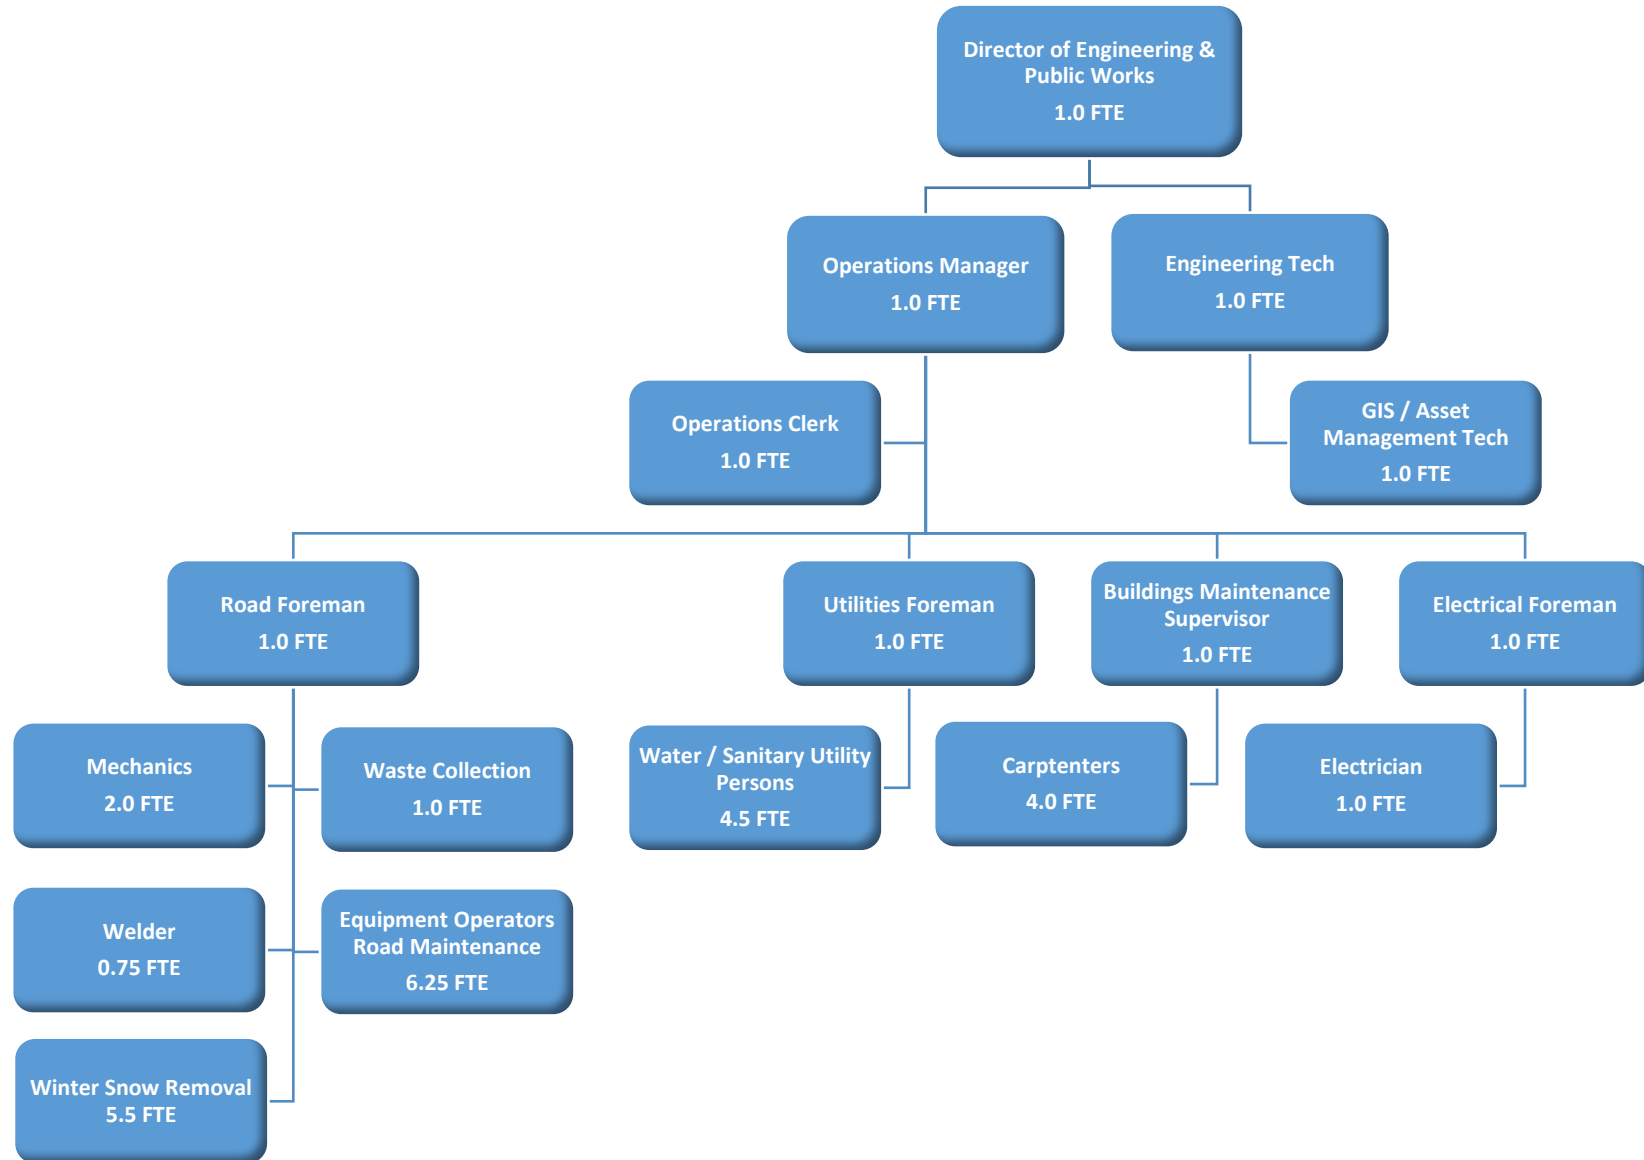 Director of Engineering &
Public Works
1.0 FTE
Operations Manager
1.0 FTE
Engineering Tech
1.0 FTE
Operations Clerk
1.0 FTE
GIS / Asset
Management Tech
1.0 FTE
Road Foreman
1.0 FTE
Utilities Foreman
1.0 FTE
Buildings Maintenance
Supervisor
1.0 FTE
Electrical Foreman
1.0 FTE
Mechanics
2.0 FTE
Waste Collection
1.0 FTE
Water / Sanitary Utility
Persons
4.5 FTE
Carptenters
4.0 FTE
Electrician
1.0 FTE
Welder
0.75 FTE
Equipment Operators
Road Maintenance
6.25 FTE
Winter Snow Removal
5.5 FTE